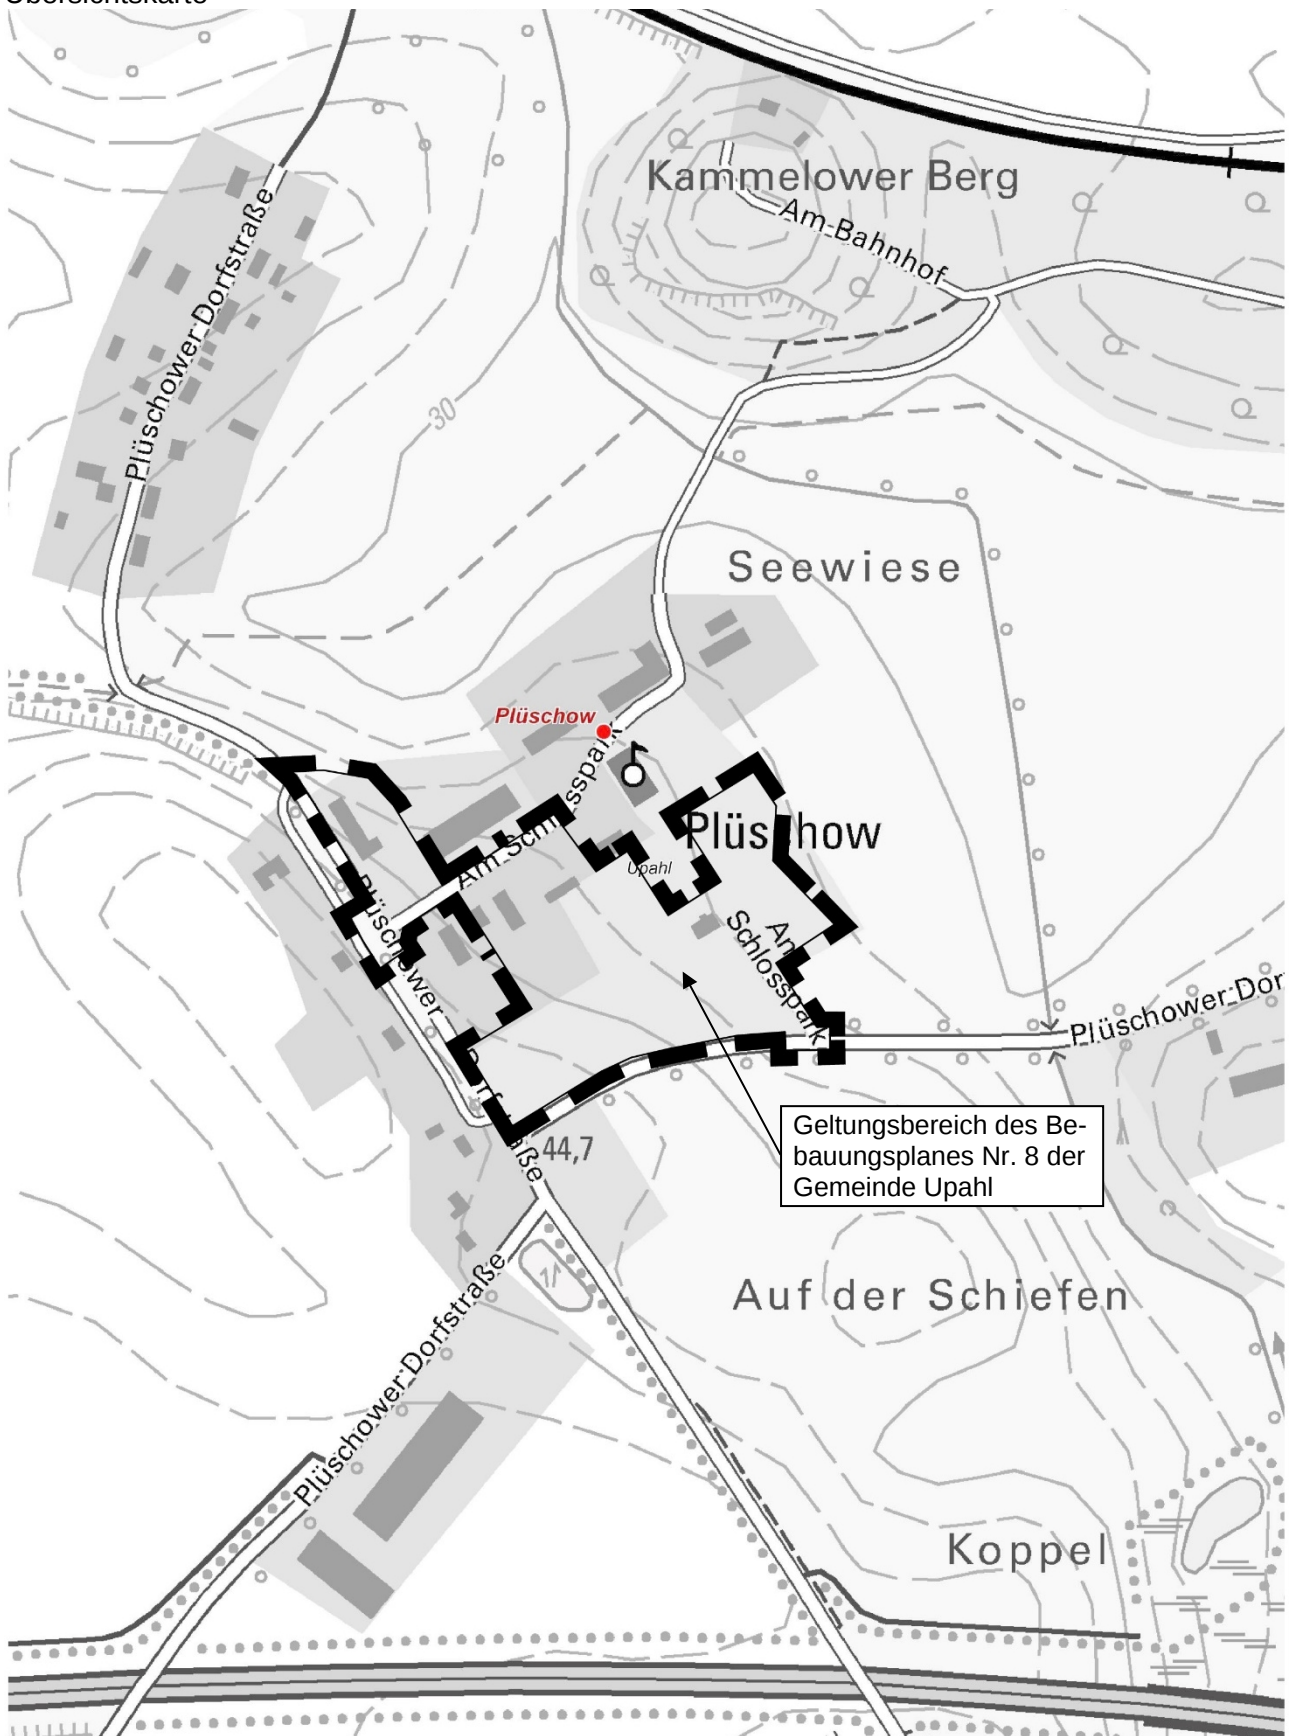 Übersichtskarte
Kammelower Berg
Am Bahnhof
Plüschower Dorfstraße
30
Seewiese
Plüschow
Am Schlosspark
Plüschow
Upahl
Am
Schlosspark
Plüschower Dorfstraße
Plüschower Dor
44,7
Geltungsbereich des Be-
bauungsplanes Nr. 8 der
Gemeinde Upahl
Auf der Schiefen
Plüschower Dorfstraße
Koppel